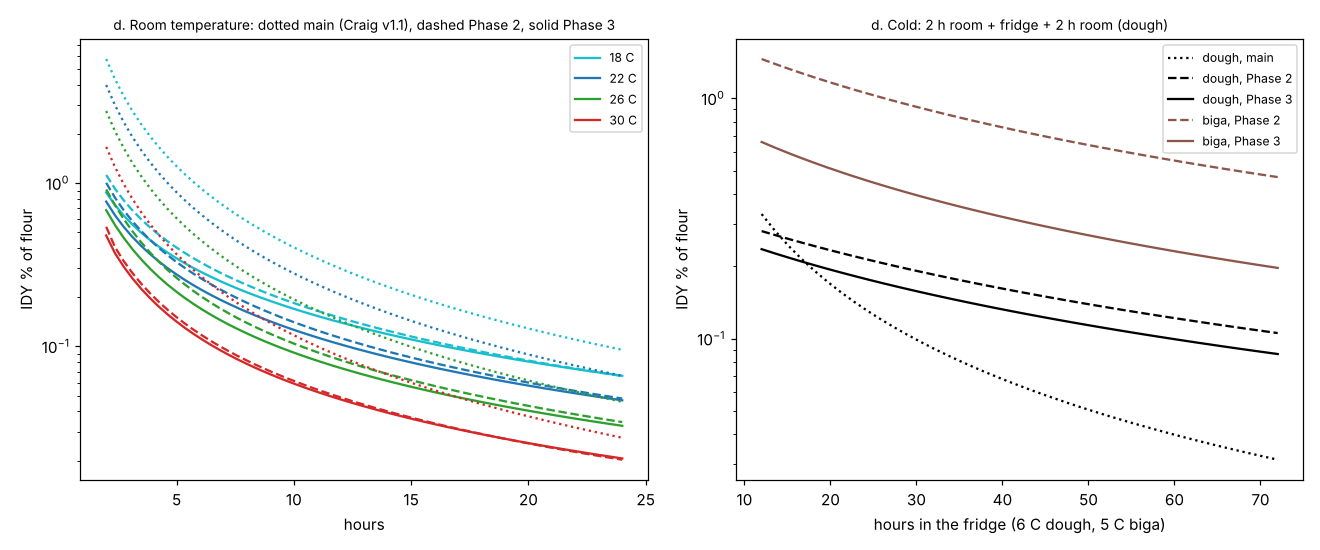 d. Room temperature: dotted main (Craig v1.1), dashed Phase 2, solid Phase 3
IDY % of flour
10⁰
10⁻¹
18 C
22 C
26 C
30 C
5
10
15
20
25
hours
d. Cold: 2 h room + fridge + 2 h room (dough)
IDY % of flour
10⁰
10⁻¹
dough, main
dough, Phase 2
dough, Phase 3
biga, Phase 2
biga, Phase 3
10
20
30
40
50
60
70
hours in the fridge (6 C dough, 5 C biga)